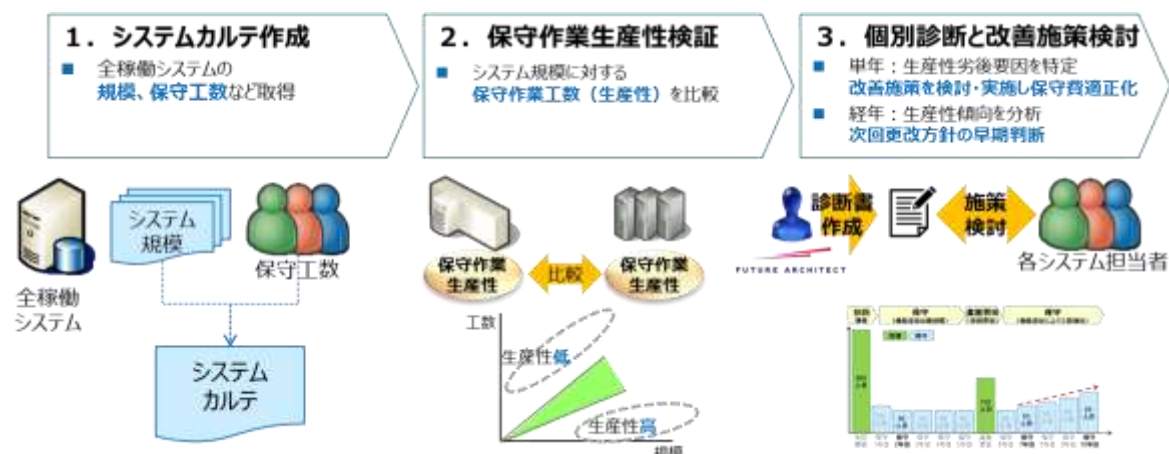 1．システムカルテ作成
■ 全稼働システムの
規模、保守工数など取得
2．保守作業生産性検証
■ システム規模に対する
保守作業工数（生産性）を比較
3．個別診断と改善施策検討
■ 単年：生産性劣後要因を特定
改善施策を検討・実施し保守費適正化
■ 経年：生産性傾向を分析
次回更改方針の早期判断
システム
規模
保守工数
全稼働
システム
システム
カルテ
保守作業
生産性
比較
保守作業
生産性
工数
生産性低
生産性高
規模
診断書
作成
FUTURE ARCHITECT
施策
検討
各システム担当者
保守
保守